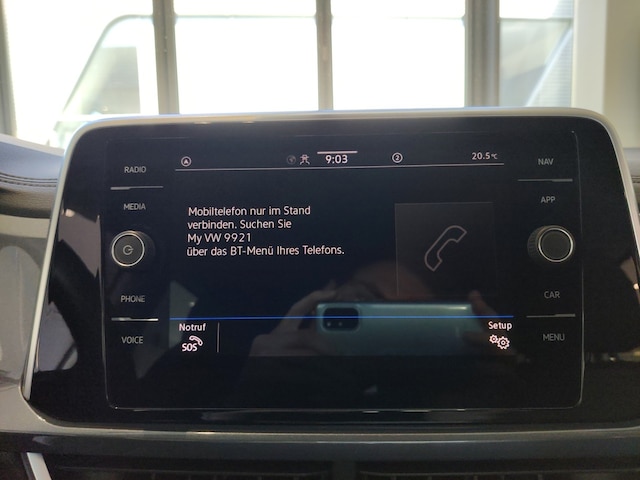 RADIO
MEDIA
PHONE
VOICE
9:03
2
20.5°C
Mobiltelefon nur im Stand
verbinden. Suchen Sie
My VW 9921
über das BT-Menü Ihres Telefons.
Notruf
SOS
Setup
NAV
APP
CAR
MENU